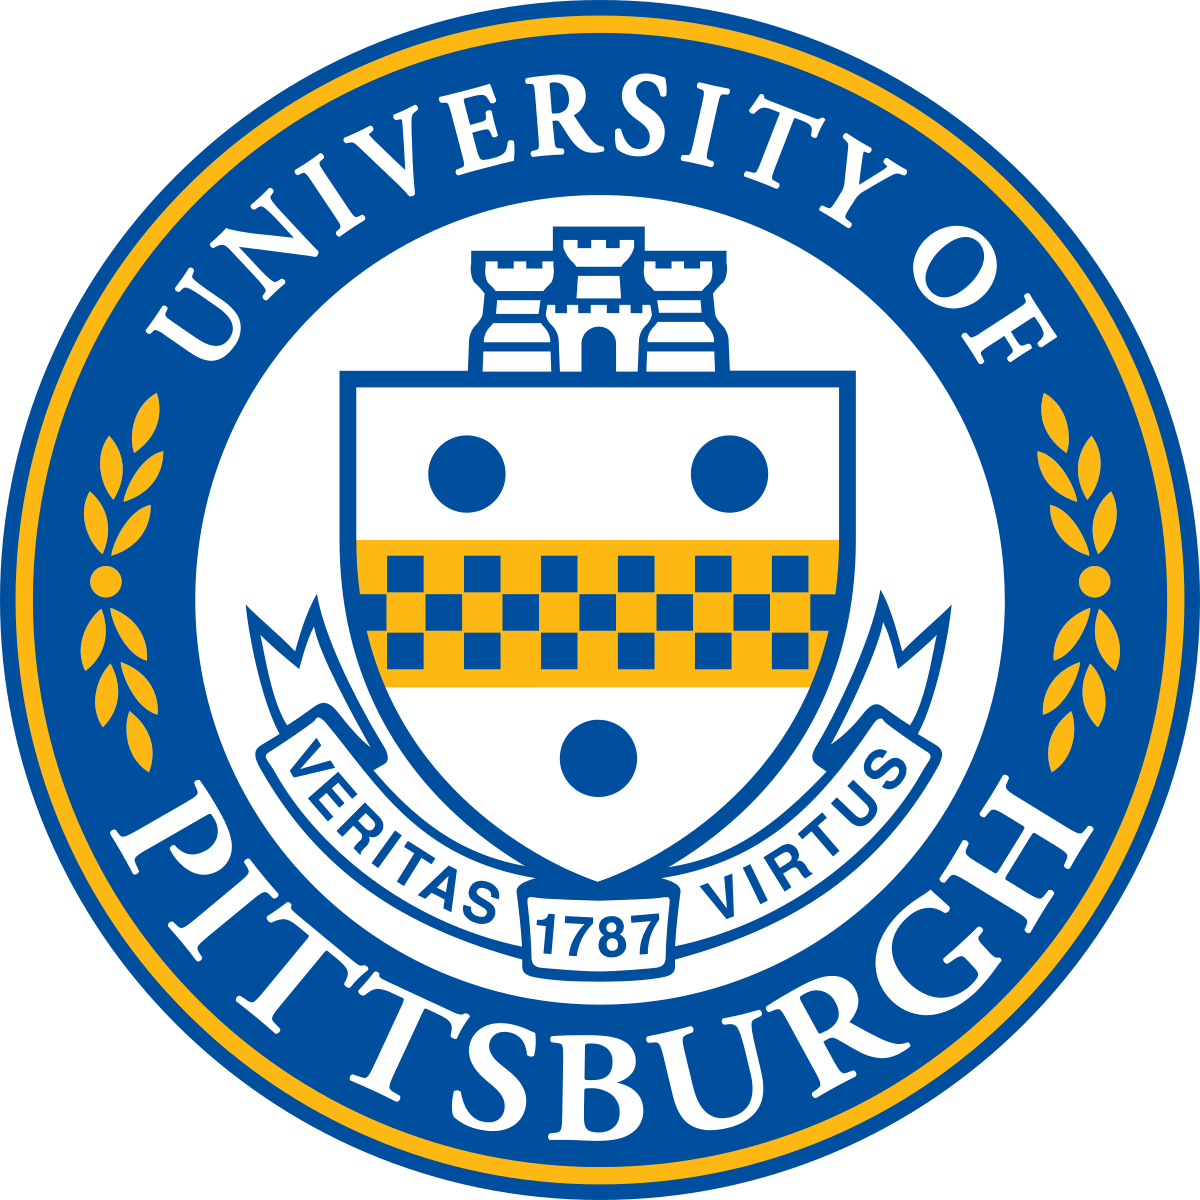 UNIVERSITY OF
PITTSBURGH
VERITAS
1787
VIRTUS